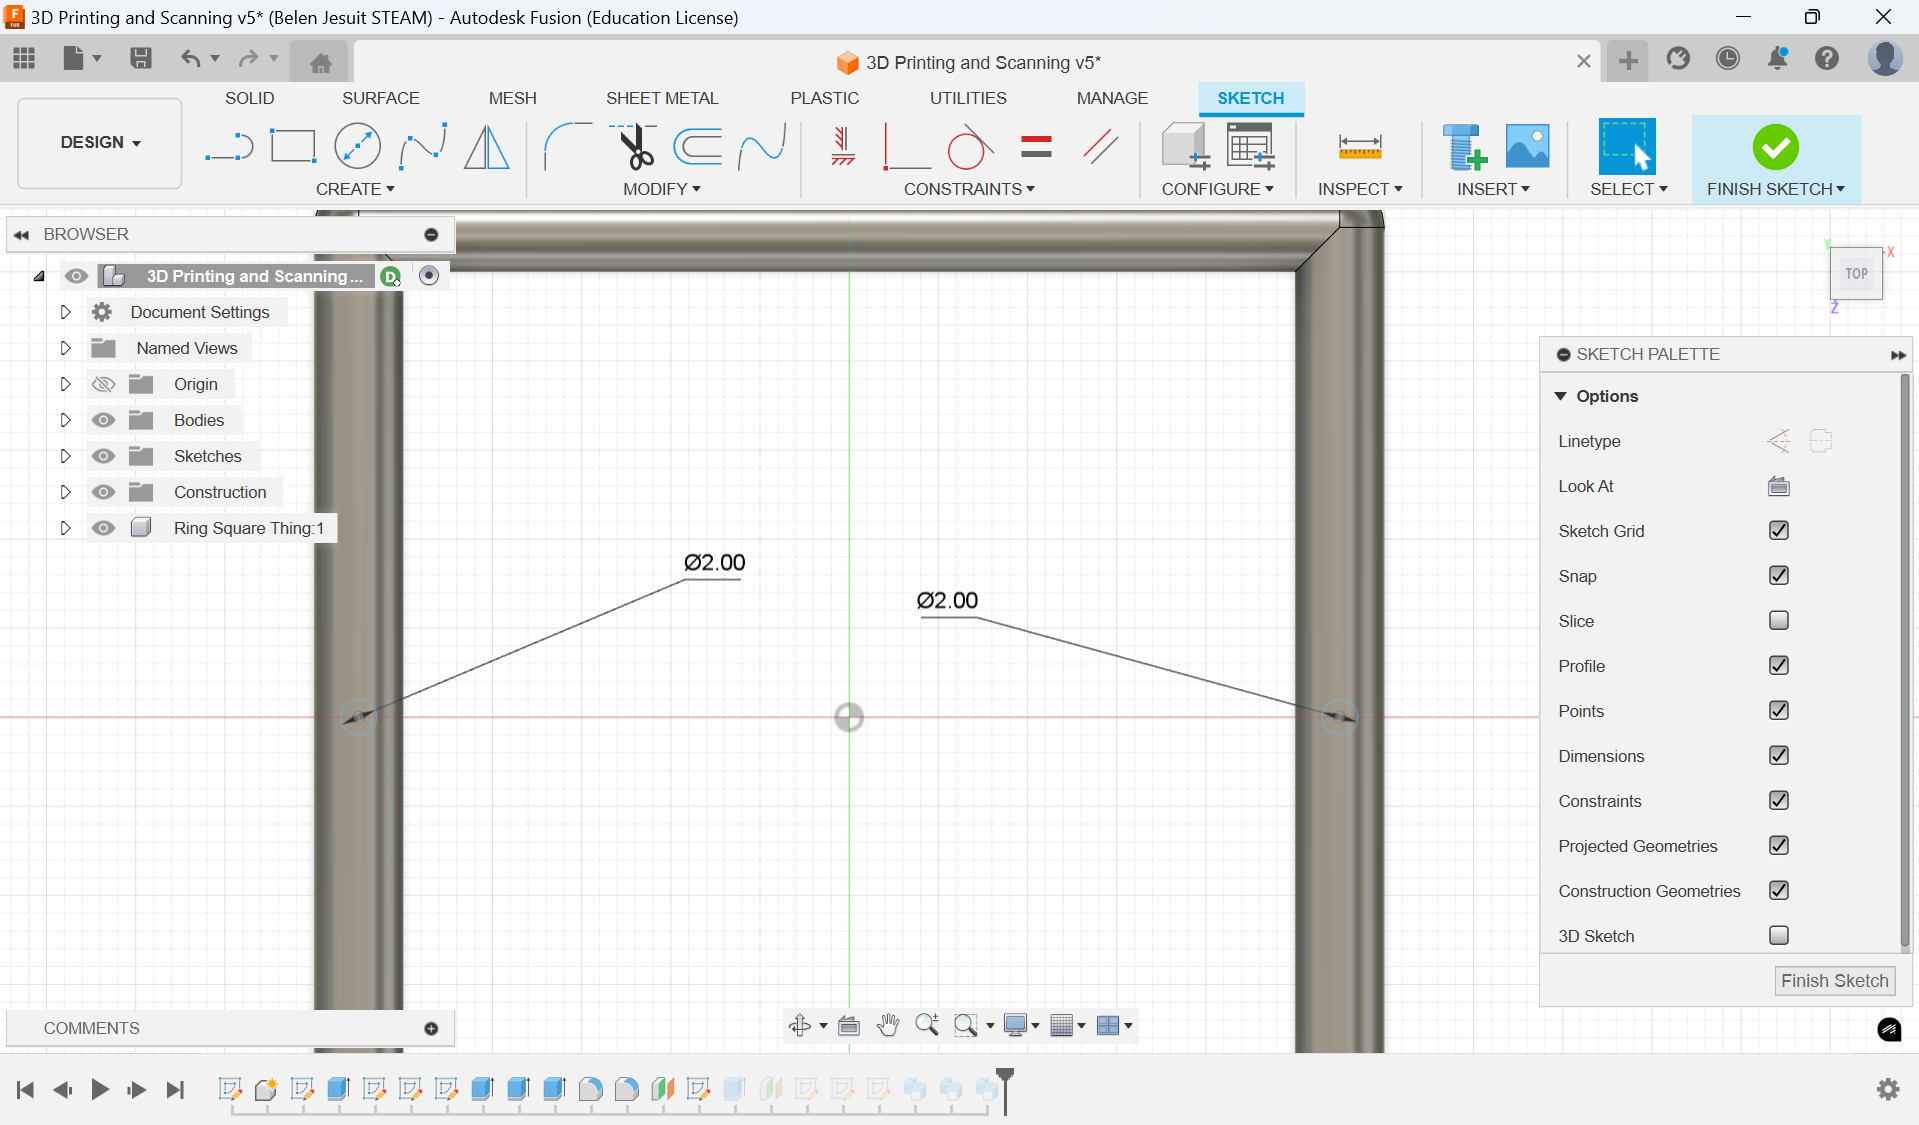 3D Printing and Scanning v5* (Belen Jesuit STEAM) - Autodesk Fusion (Education License)
3D Printing and Scanning v5*
SOLID SURFACE MESH SHEET METAL PLASTIC UTILITIES MANAGE SKETCH
DESIGN
CREATE MODIFY CONSTRAINTS CONFIGURE INSPECT INSERT SELECT FINISH SKETCH
BROWSER
3D Printing and Scanning...
D
Document Settings
Named Views
Origin
Bodies
Sketches
Construction
Ring Square Thing:1
Ø2.00
Ø2.00
Y
X
TOP
Z
SKETCH PALETTE
Options
Linetype
Look At
Sketch Grid
Snap
Slice
Profile
Points
Dimensions
Constraints
Projected Geometries
Construction Geometries
3D Sketch
Finish Sketch
COMMENTS